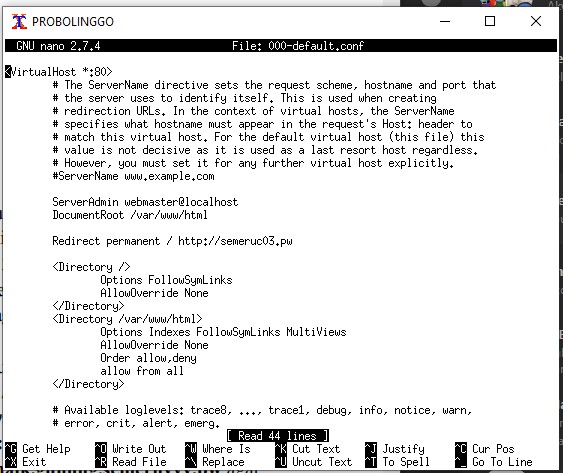 PROBOLINGGO
GNU nano 2.7.4 File: 000-default.conf
<VirtualHost *:80>
# The ServerName directive sets the request scheme, hostname and port that
# the server uses to identify itself. This is used when creating
# redirection URLs. In the context of virtual hosts, the ServerName
# specifies what hostname must appear in the request's Host: header to
# match this virtual host. For the default virtual host (this file) this
# value is not decisive as it is used as a last resort host regardless.
# However, you must set it for any further virtual host explicitly.
#ServerName www.example.com
ServerAdmin webmaster@localhost
DocumentRoot /var/www/html
Redirect permanent / http://semeruc03.pw
<Directory />
Options FollowSymLinks
AllowOverride None
</Directory>
<Directory /var/www/html>
Options Indexes FollowSymLinks MultiViews
AllowOverride None
Order allow,deny
allow from all
</Directory>
# Available loglevels: trace8, ..., trace1, debug, info, notice, warn,
# error, crit, alert, emerg.
[ Read 44 lines ]
^G Get Help ^O Write Out ^W Where Is ^K Cut Text ^J Justify ^C Cur Pos
^X Exit ^R Read File ^\ Replace ^U Uncut Text ^T To Spell ^_ Go To Line